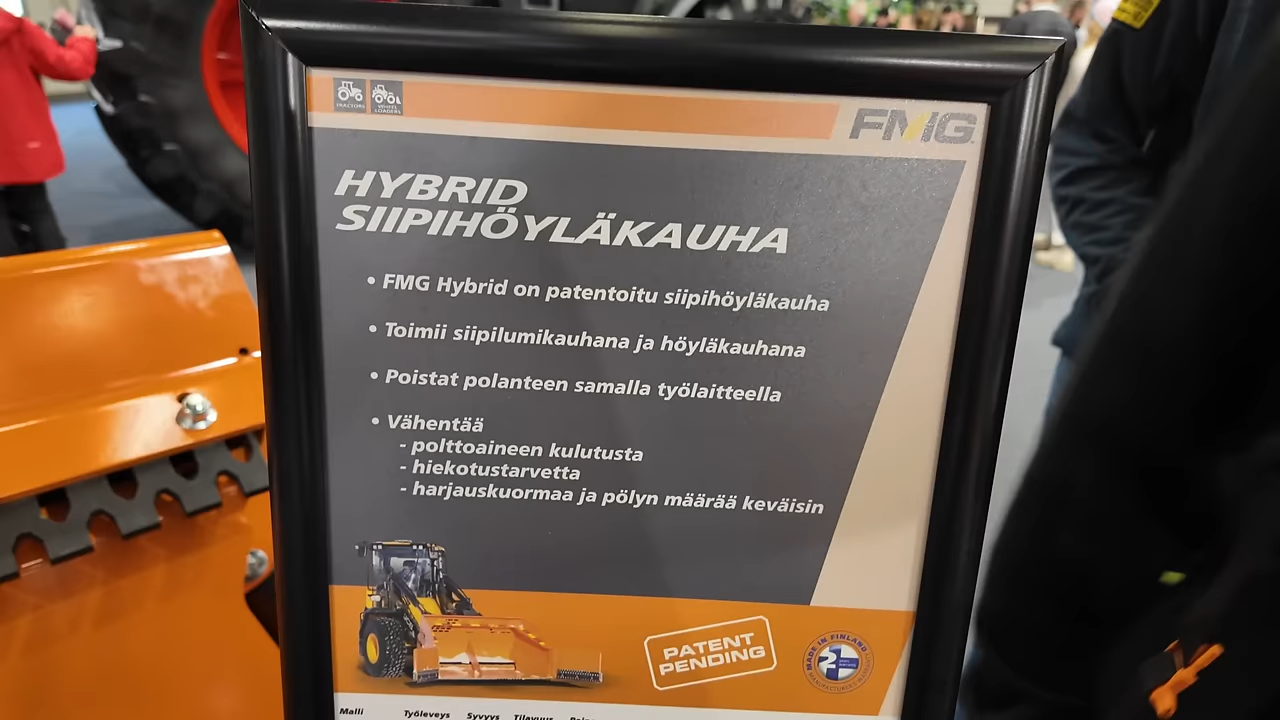 TRACTORS
WHEEL LOADERS
FMG
HYBRID
SIIPIHÖYLÄKAUHA
• FMG Hybrid on patentoitu siipihöyläkauha
• Toimii siipilumikauhana ja höyläkauhana
• Poistat polanteen samalla työlaitteella
• Vähentää
- polttoaineen kulutusta
- hiekotustarvetta
- harjauskuormaa ja pölyn määrää keväisin
PATENT
PENDING
MADE IN FINLAND
2
Malli Työleveys Syvyys Tilavuus